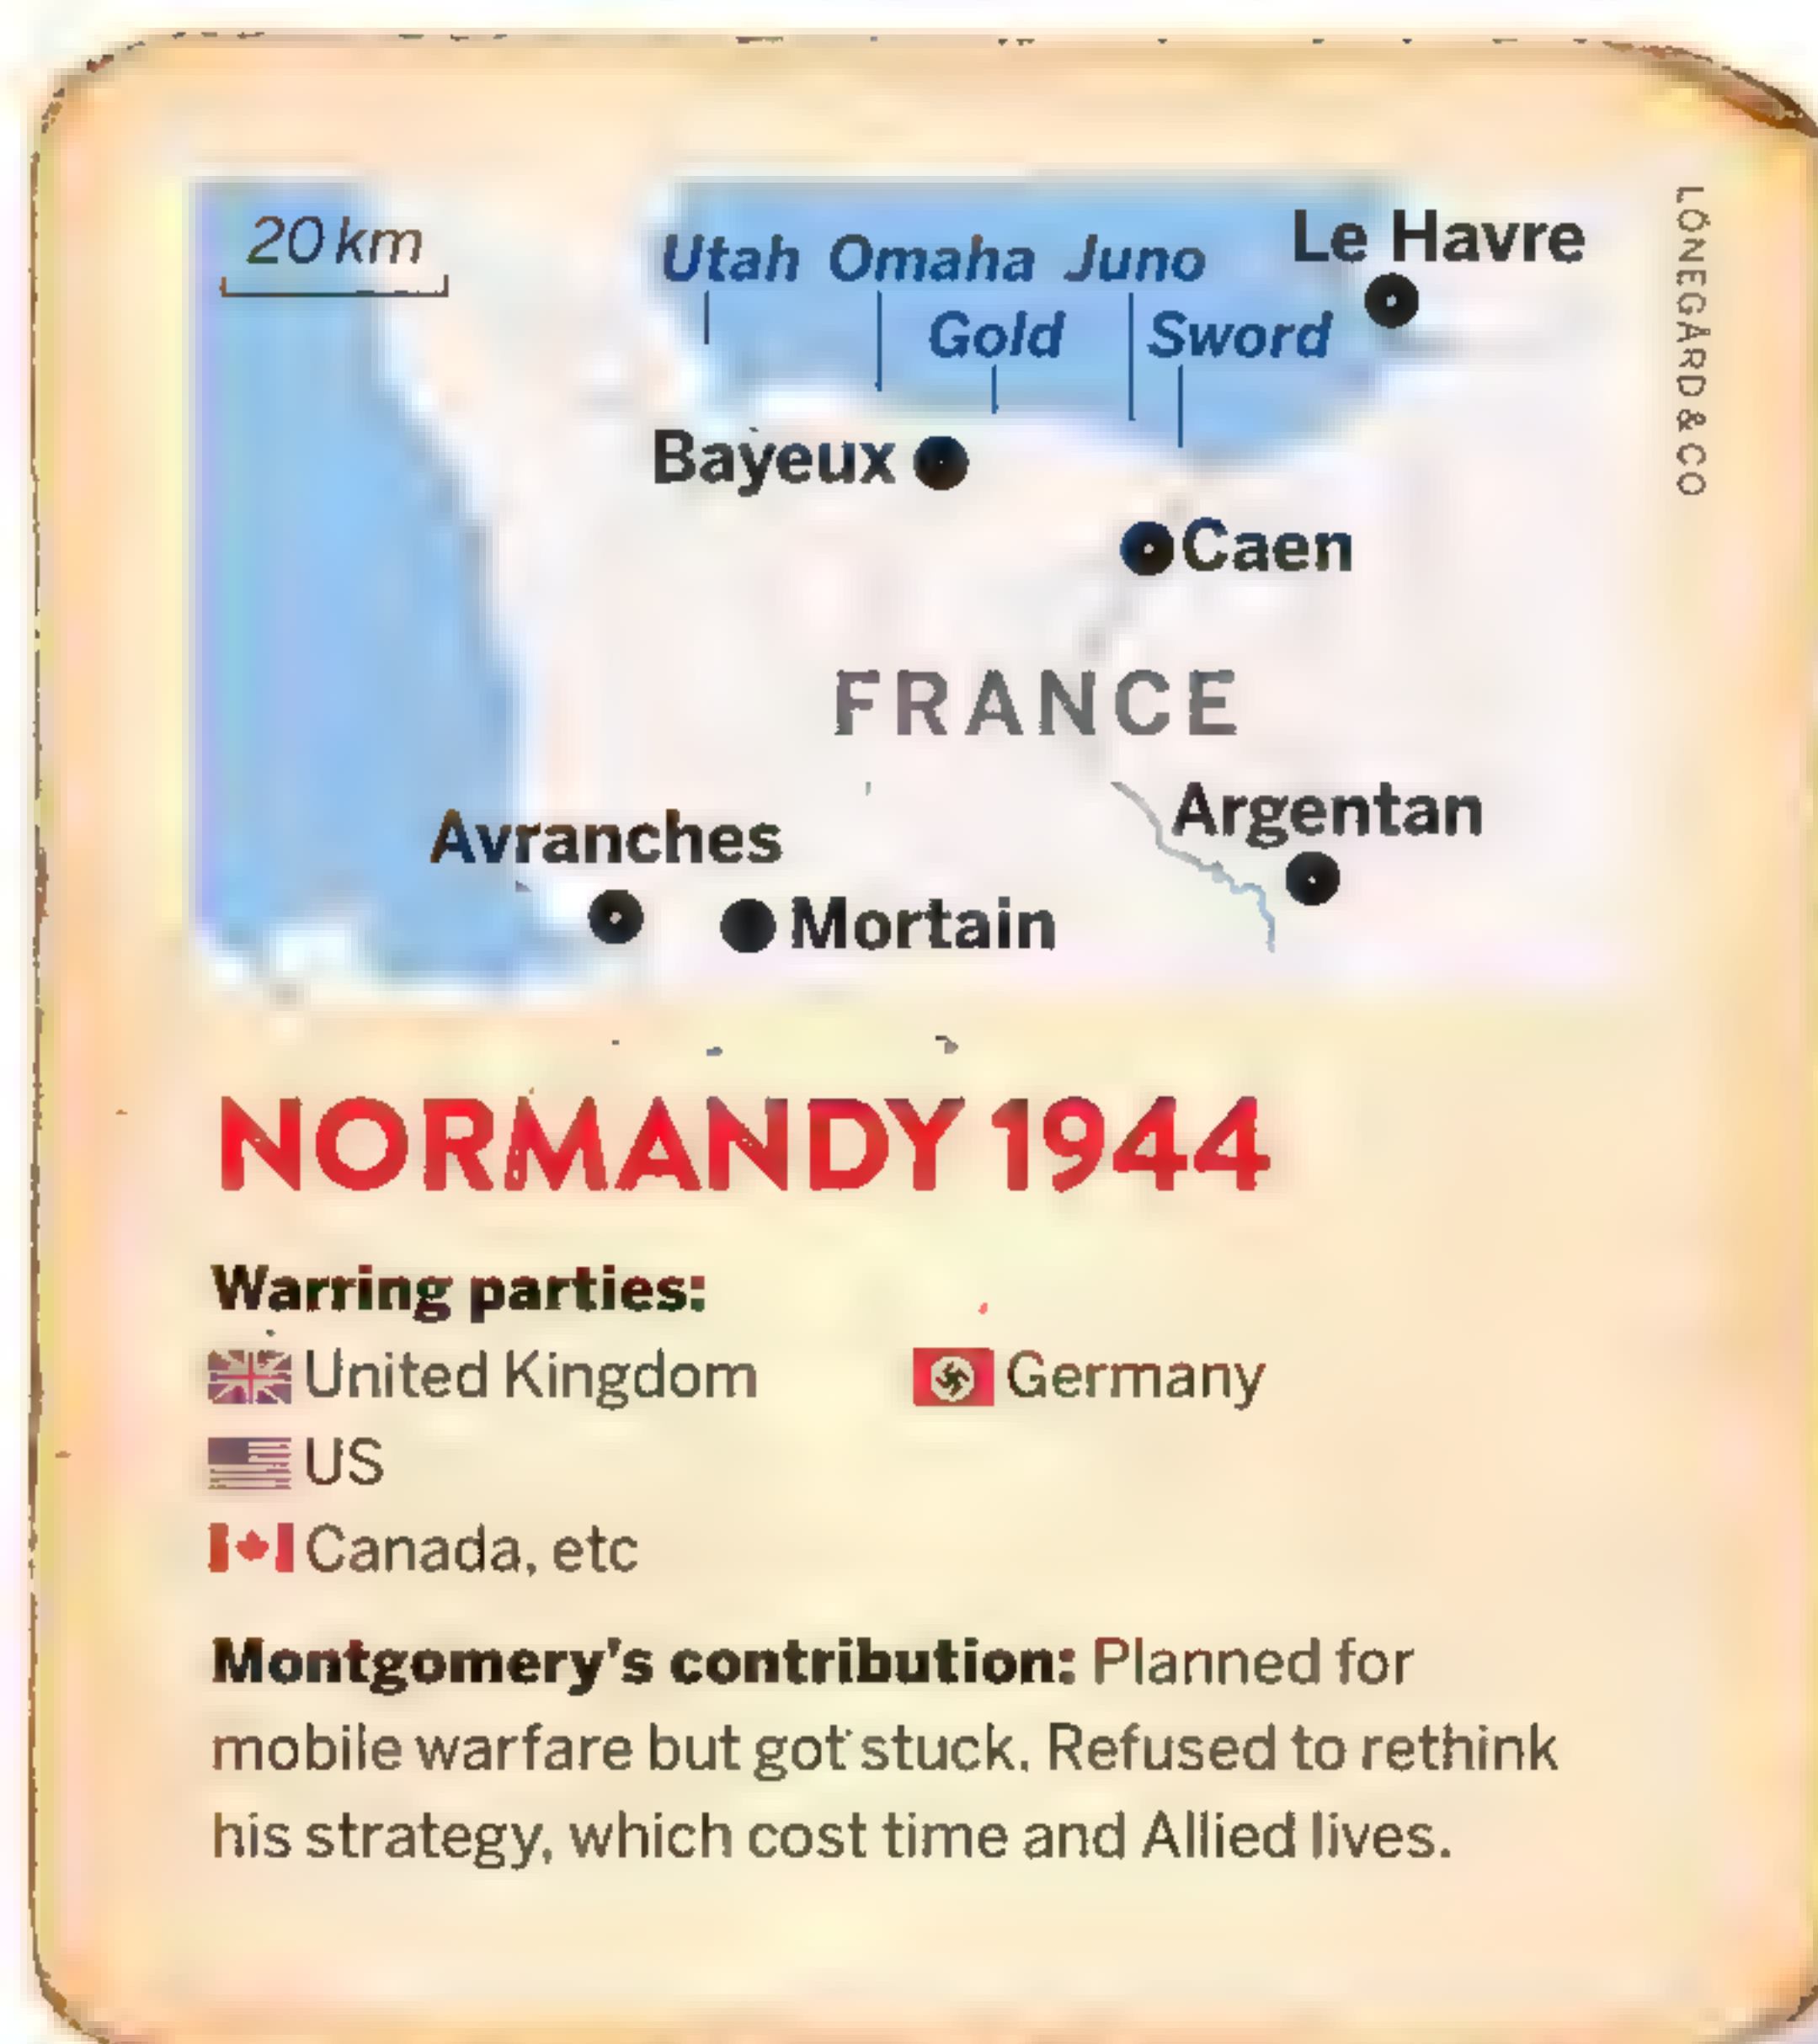 20 km
Utah Omaha Juno
Le Havre
Gold Sword
Bayeux
Caen
FRANCE
Argentan
Avranches
Mortain
LÖNEGÅRD & CO
NORMANDY 1944
Warring parties:
United Kingdom
Germany
US
Canada, etc
Montgomery's contribution: Planned for
mobile warfare but got stuck. Refused to rethink
his strategy, which cost time and Allied lives.